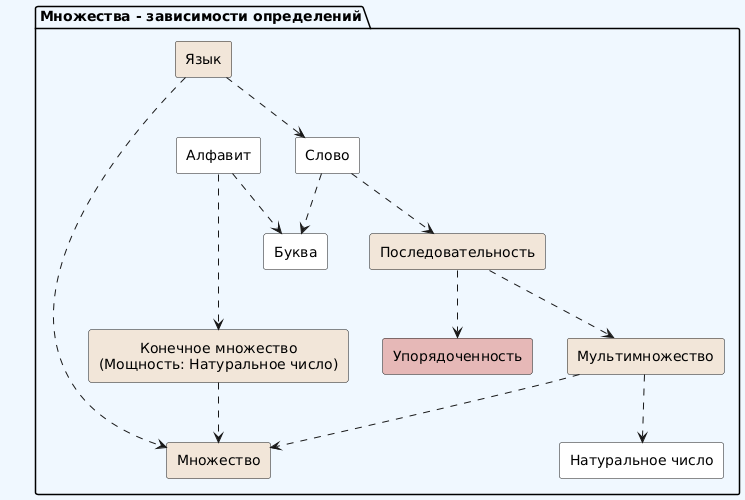 Множества - зависимости определений
Язык
Алфавит
Слово
Буква
Последовательность
Конечное множество
(Мощность: Натуральное число)
Упорядоченность
Мультимножество
Множество
Натуральное число